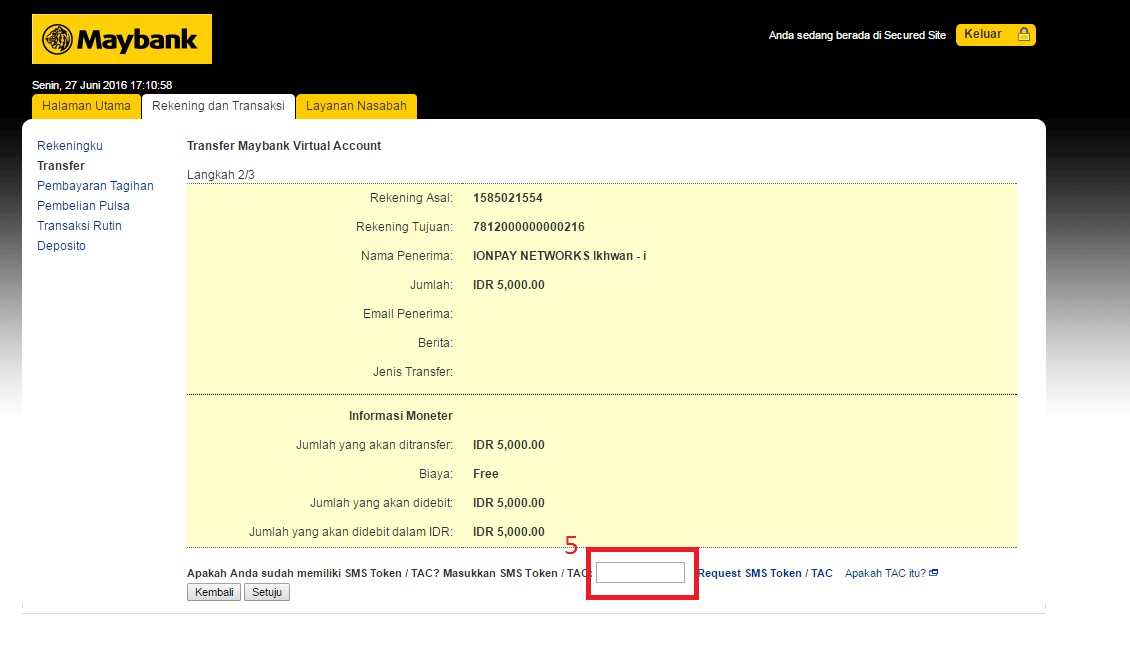 Maybank
Anda sedang berada di Secured Site Keluar
Senin, 27 Juni 2016 17:10:58
Halaman Utama Rekening dan Transaksi Layanan Nasabah
Rekeningku
Transfer
Pembayaran Tagihan
Pembelian Pulsa
Transaksi Rutin
Deposito
Transfer Maybank Virtual Account
Langkah 2/3
Rekening Asal: 1585021554
Rekening Tujuan: 7812000000000216
Nama Penerima: IONPAY NETWORKS Ikhwan - i
Jumlah: IDR 5,000.00
Email Penerima:
Berita:
Jenis Transfer:
Informasi Moneter
Jumlah yang akan ditransfer: IDR 5,000.00
Biaya: Free
Jumlah yang akan didebit: IDR 5,000.00
Jumlah yang akan didebit dalam IDR: IDR 5,000.00
5
Apakah Anda sudah memiliki SMS Token / TAC? Masukkan SMS Token / TAC: Request SMS Token / TAC Apakah TAC itu?
Kembali Setuju